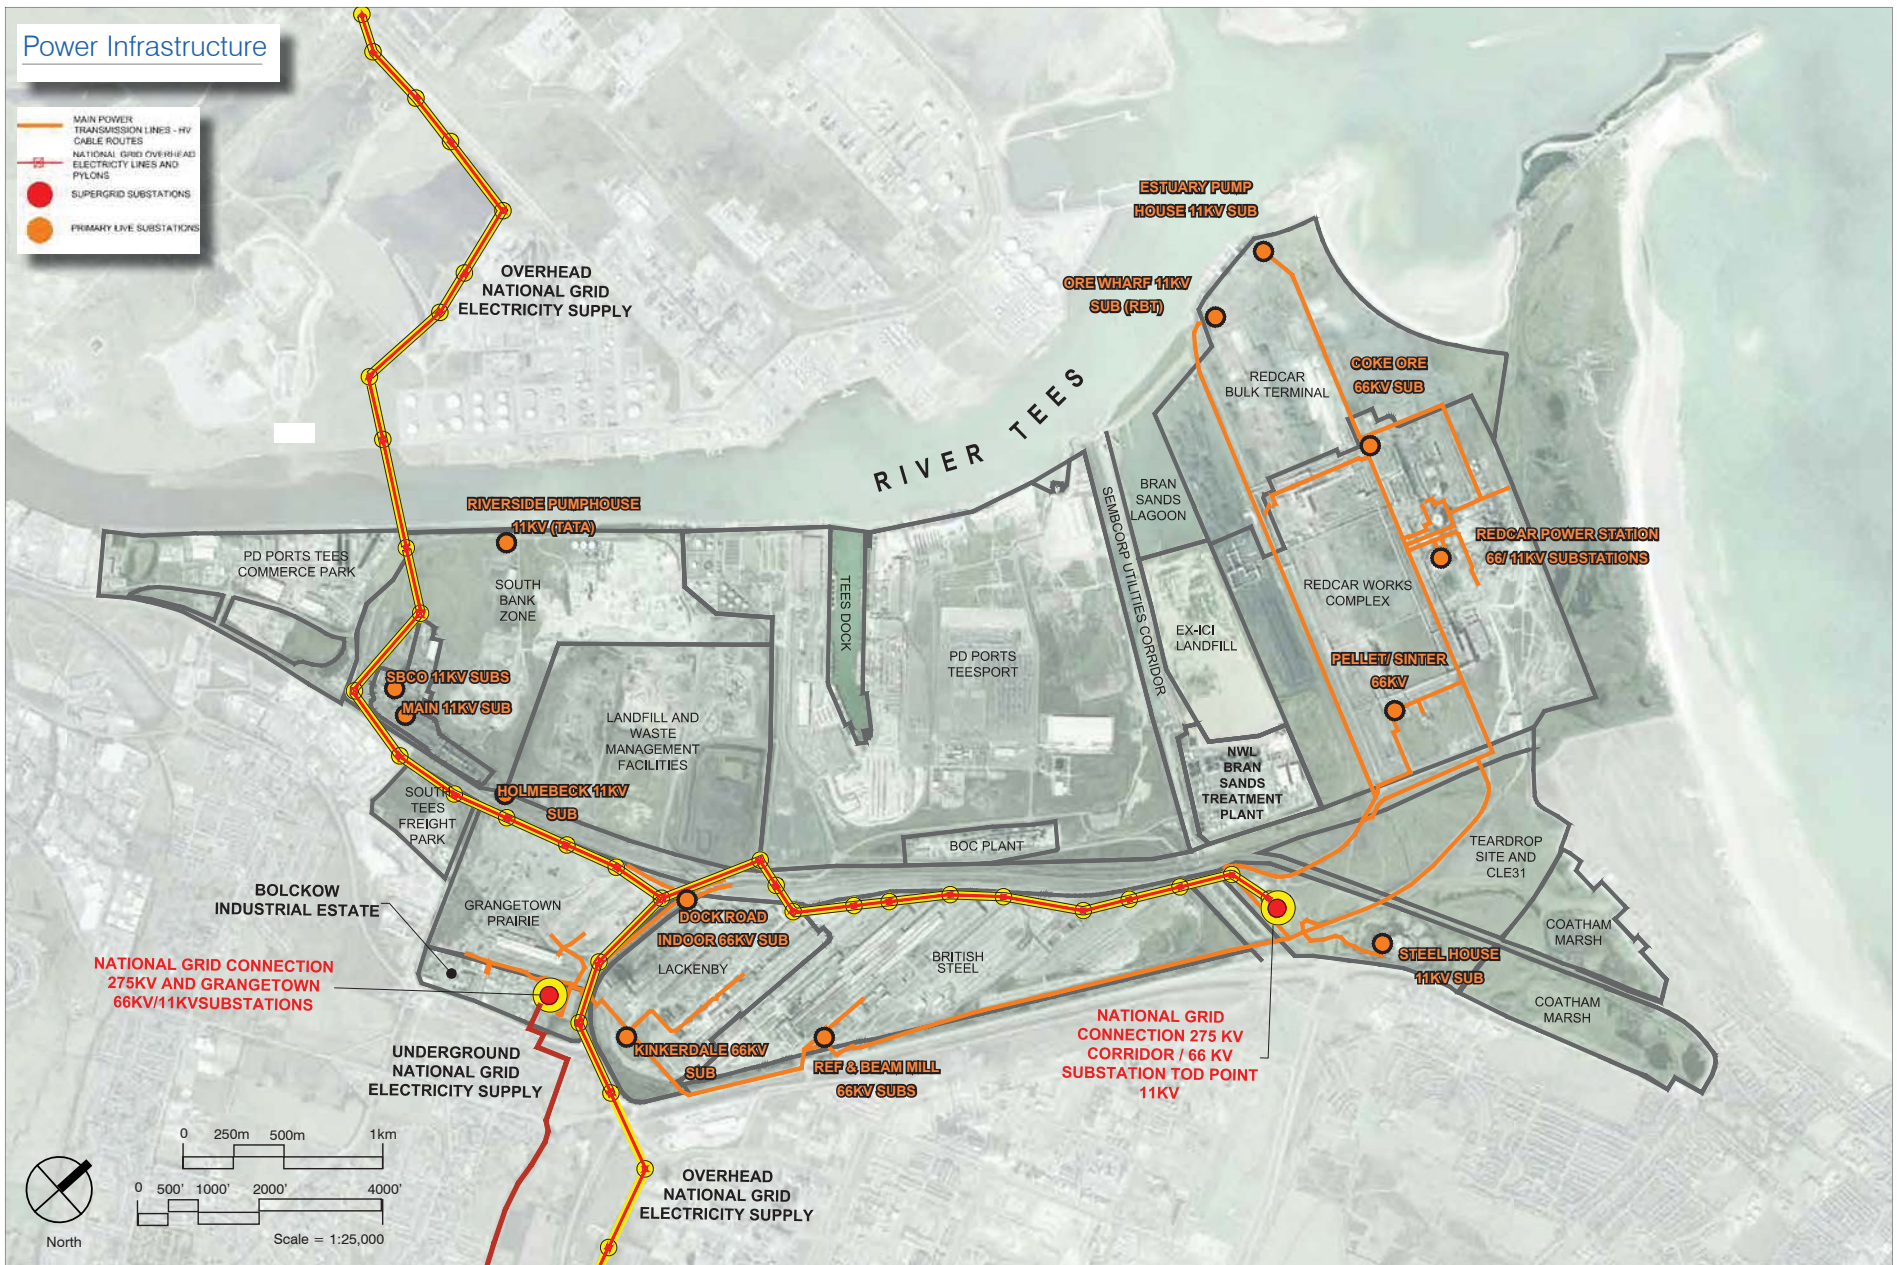 Power Infrastructure
MAIN POWER
TRANSMISSION LINES - HV
CABLE ROUTES
NATIONAL GRID OVERHEAD
ELECTRICTY LINES AND
PYLONS
SUPERGRID SUBSTATIONS
PRIMARY LIVE SUBSTATIONS
OVERHEAD
NATIONAL GRID
ELECTRICITY SUPPLY
ESTUARY PUMP
HOUSE 11KV SUB
ORE WHARF 11KV
SUB (RBT)
REDCAR
BULK TERMINAL
COKE ORE
66KV SUB
RIVER TEES
BRAN
SANDS
LAGOON
SEMBCORP UTILITIES CORRIDOR
RIVERSIDE PUMPHOUSE
11KV (TATA)
PD PORTS TEES
COMMERCE PARK
SOUTH
BANK
ZONE
TEES DOCK
PD PORTS
TEESPORT
EX-ICI
LANDFILL
REDCAR POWER STATION
66/ 11KV SUBSTATIONS
REDCAR WORKS
COMPLEX
PELLET/ SINTER
66KV
SBCO 11KV SUBS
MAIN 11KV SUB
LANDFILL AND
WASTE
MANAGEMENT
FACILITIES
NWL
BRAN
SANDS
TREATMENT
PLANT
SOUTH
TEES
FREIGHT
PARK
HOLMEBECK 11KV
SUB
BOC PLANT
TEARDROP
SITE AND
CLE31
BOLCKOW
INDUSTRIAL ESTATE
GRANGETOWN
PRAIRIE
DOCK ROAD
INDOOR 66KV SUB
LACKENBY
BRITISH
STEEL
COATHAM
MARSH
STEEL HOUSE
11KV SUB
COATHAM
MARSH
NATIONAL GRID CONNECTION
275KV AND GRANGETOWN
66KV/11KVSUBSTATIONS
NATIONAL GRID
CONNECTION 275 KV
CORRIDOR / 66 KV
SUBSTATION TOD POINT
11KV
UNDERGROUND
NATIONAL GRID
ELECTRICITY SUPPLY
KINKERDALE 66KV
SUB
REF & BEAM MILL
66KV SUBS
OVERHEAD
NATIONAL GRID
ELECTRICITY SUPPLY
0 250m 500m 1km
0 500' 1000' 2000' 4000'
Scale = 1:25,000
North